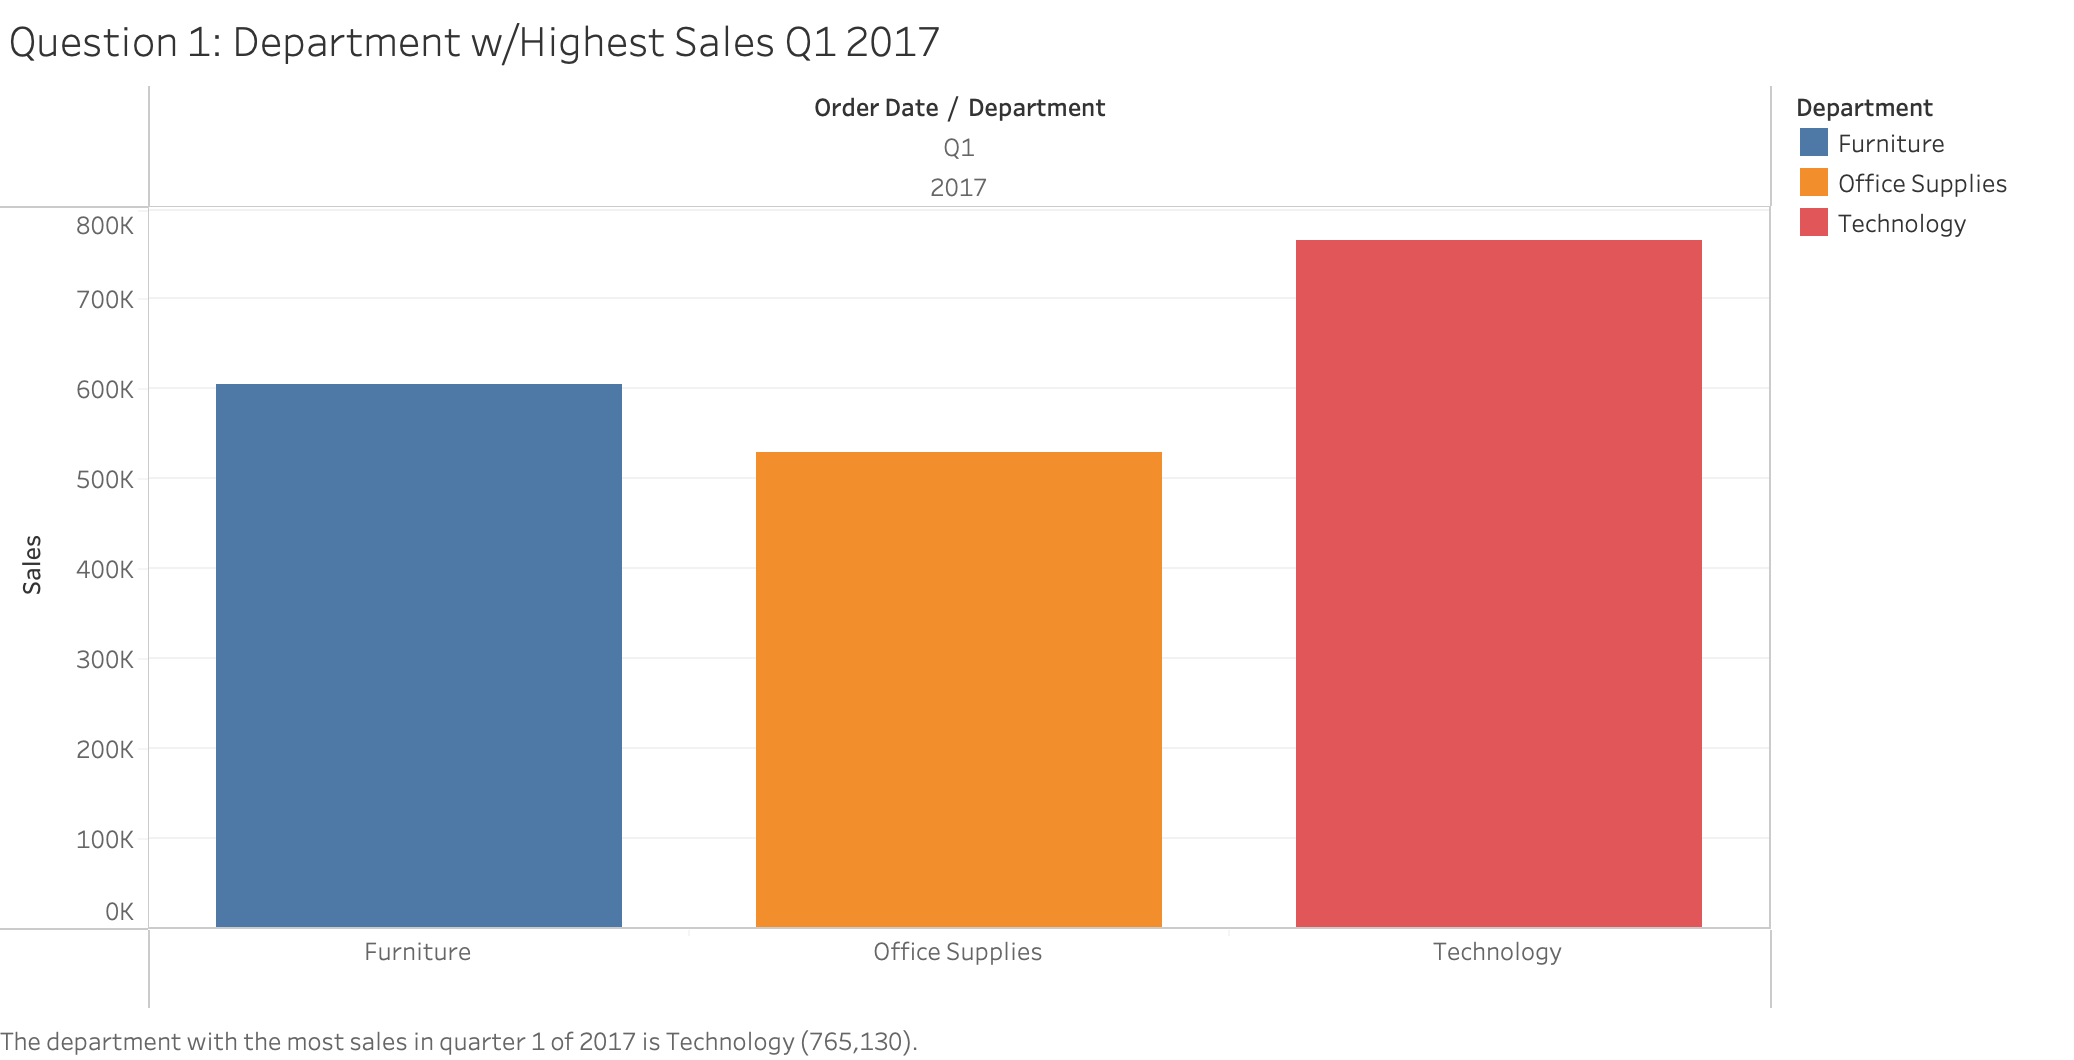 Question 1: Department w/Highest Sales Q1 2017
Order Date / Department
Q1
2017
Department
Furniture
Office Supplies
Technology
800K
700K
600K
500K
400K
300K
200K
100K
0K
Sales
Furniture
Office Supplies
Technology
The department with the most sales in quarter 1 of 2017 is Technology (765,130).